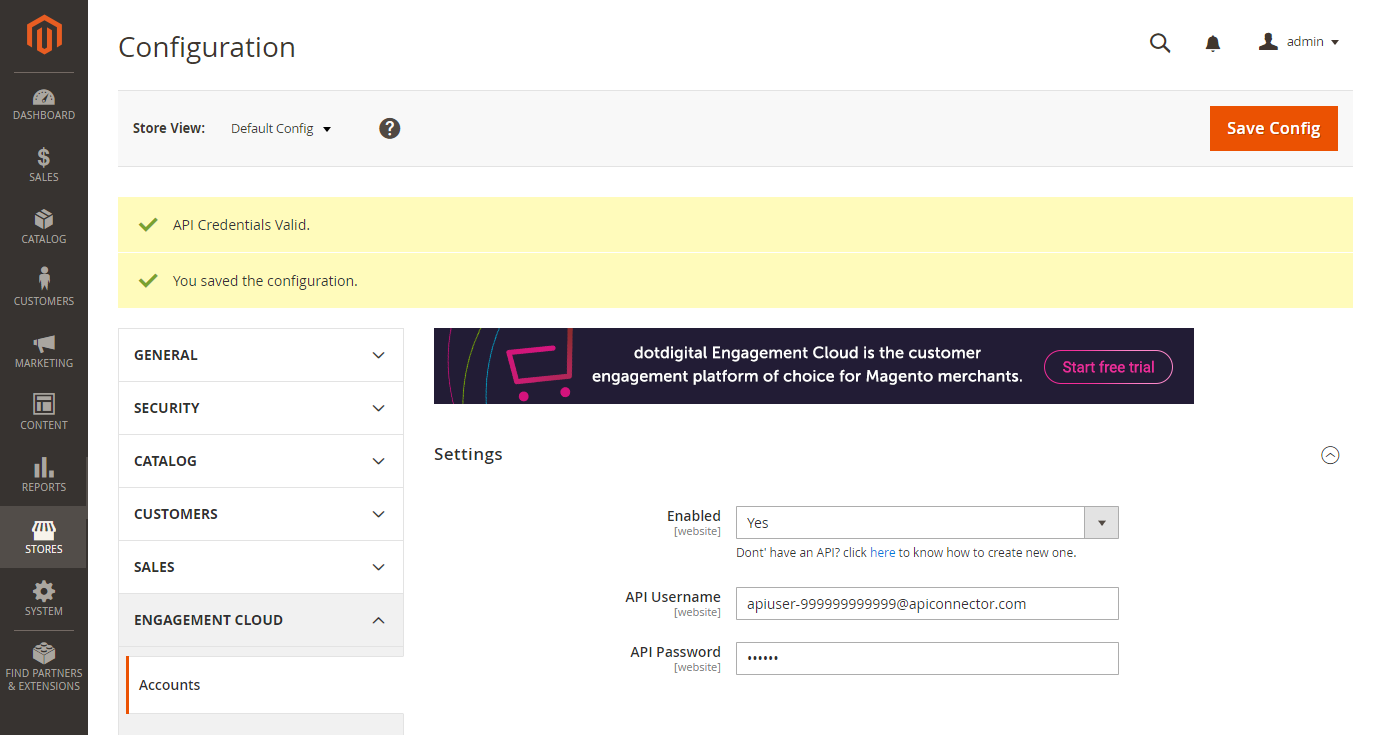 Configuration
admin
Store View:
Default Config
?
Save Config
API Credentials Valid.
You saved the configuration.
DASHBOARD
$
SALES
CATALOG
CUSTOMERS
MARKETING
CONTENT
REPORTS
STORES
SYSTEM
FIND PARTNERS
& EXTENSIONS
GENERAL
SECURITY
CATALOG
CUSTOMERS
SALES
ENGAGEMENT CLOUD
Accounts
dotdigital Engagement Cloud is the customer
engagement platform of choice for Magento merchants.
Start free trial
Settings
Enabled
[website]
Yes
Dont' have an API? click here to know how to create new one.
API Username
[website]
apiuser-999999999999@apiconnector.com
API Password
[website]
••••••